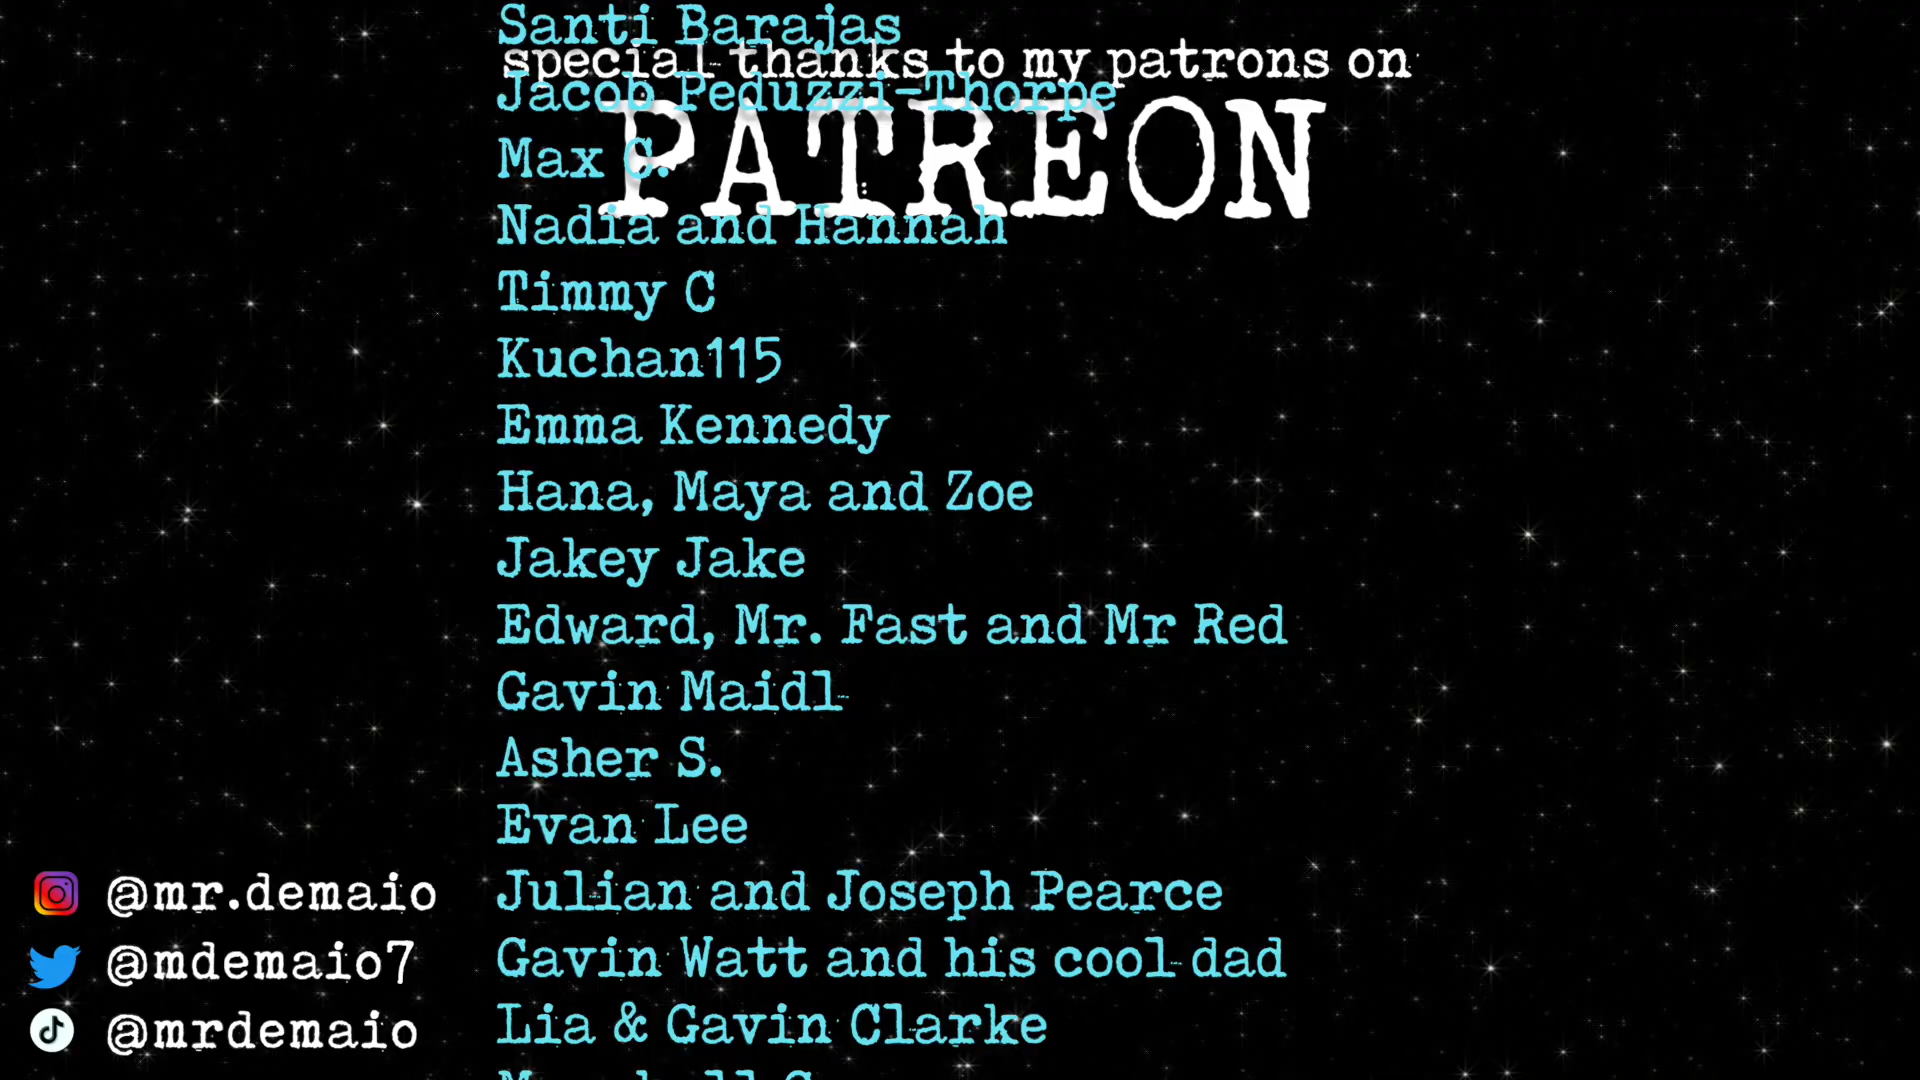 Santi Barajas
special thanks to my patrons on
Jacob Peduzzi-Thorpe
PATREON
Max C.
Nadia and Hannah
Timmy C
Kuchan115
Emma Kennedy
Hana, Maya and Zoe
Jakey Jake
Edward, Mr. Fast and Mr Red
Gavin Maidl
Asher S.
Evan Lee
Julian and Joseph Pearce
Gavin Watt and his cool dad
Lia & Gavin Clarke
@mr.demaio
@mdemaio7
@mrdemaio